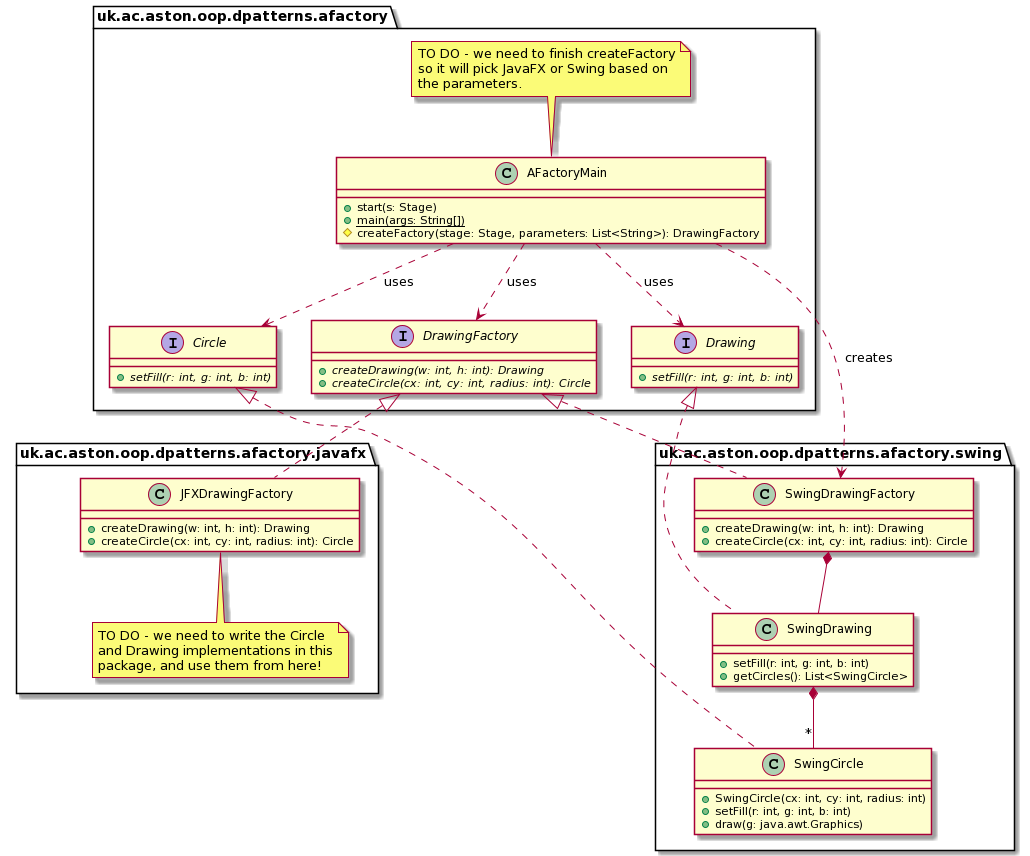 uk.ac.aston.oop.dpatterns.afactory
TO DO - we need to finish createFactory
so it will pick JavaFX or Swing based on
the parameters.
C AFactoryMain
start(s: Stage)
main(args: String[])
createFactory(stage: Stage, parameters: List<String>): DrawingFactory
uses
uses
uses
creates
I Circle
setFill(r: int, g: int, b: int)
I DrawingFactory
createDrawing(w: int, h: int): Drawing
createCircle(cx: int, cy: int, radius: int): Circle
I Drawing
setFill(r: int, g: int, b: int)
uk.ac.aston.oop.dpatterns.afactory.javafx
C JFXDrawingFactory
createDrawing(w: int, h: int): Drawing
createCircle(cx: int, cy: int, radius: int): Circle
TO DO - we need to write the Circle
and Drawing implementations in this
package, and use them from here!
uk.ac.aston.oop.dpatterns.afactory.swing
C SwingDrawingFactory
createDrawing(w: int, h: int): Drawing
createCircle(cx: int, cy: int, radius: int): Circle
C SwingDrawing
setFill(r: int, g: int, b: int)
getCircles(): List<SwingCircle>
*
C SwingCircle
SwingCircle(cx: int, cy: int, radius: int)
setFill(r: int, g: int, b: int)
draw(g: java.awt.Graphics)